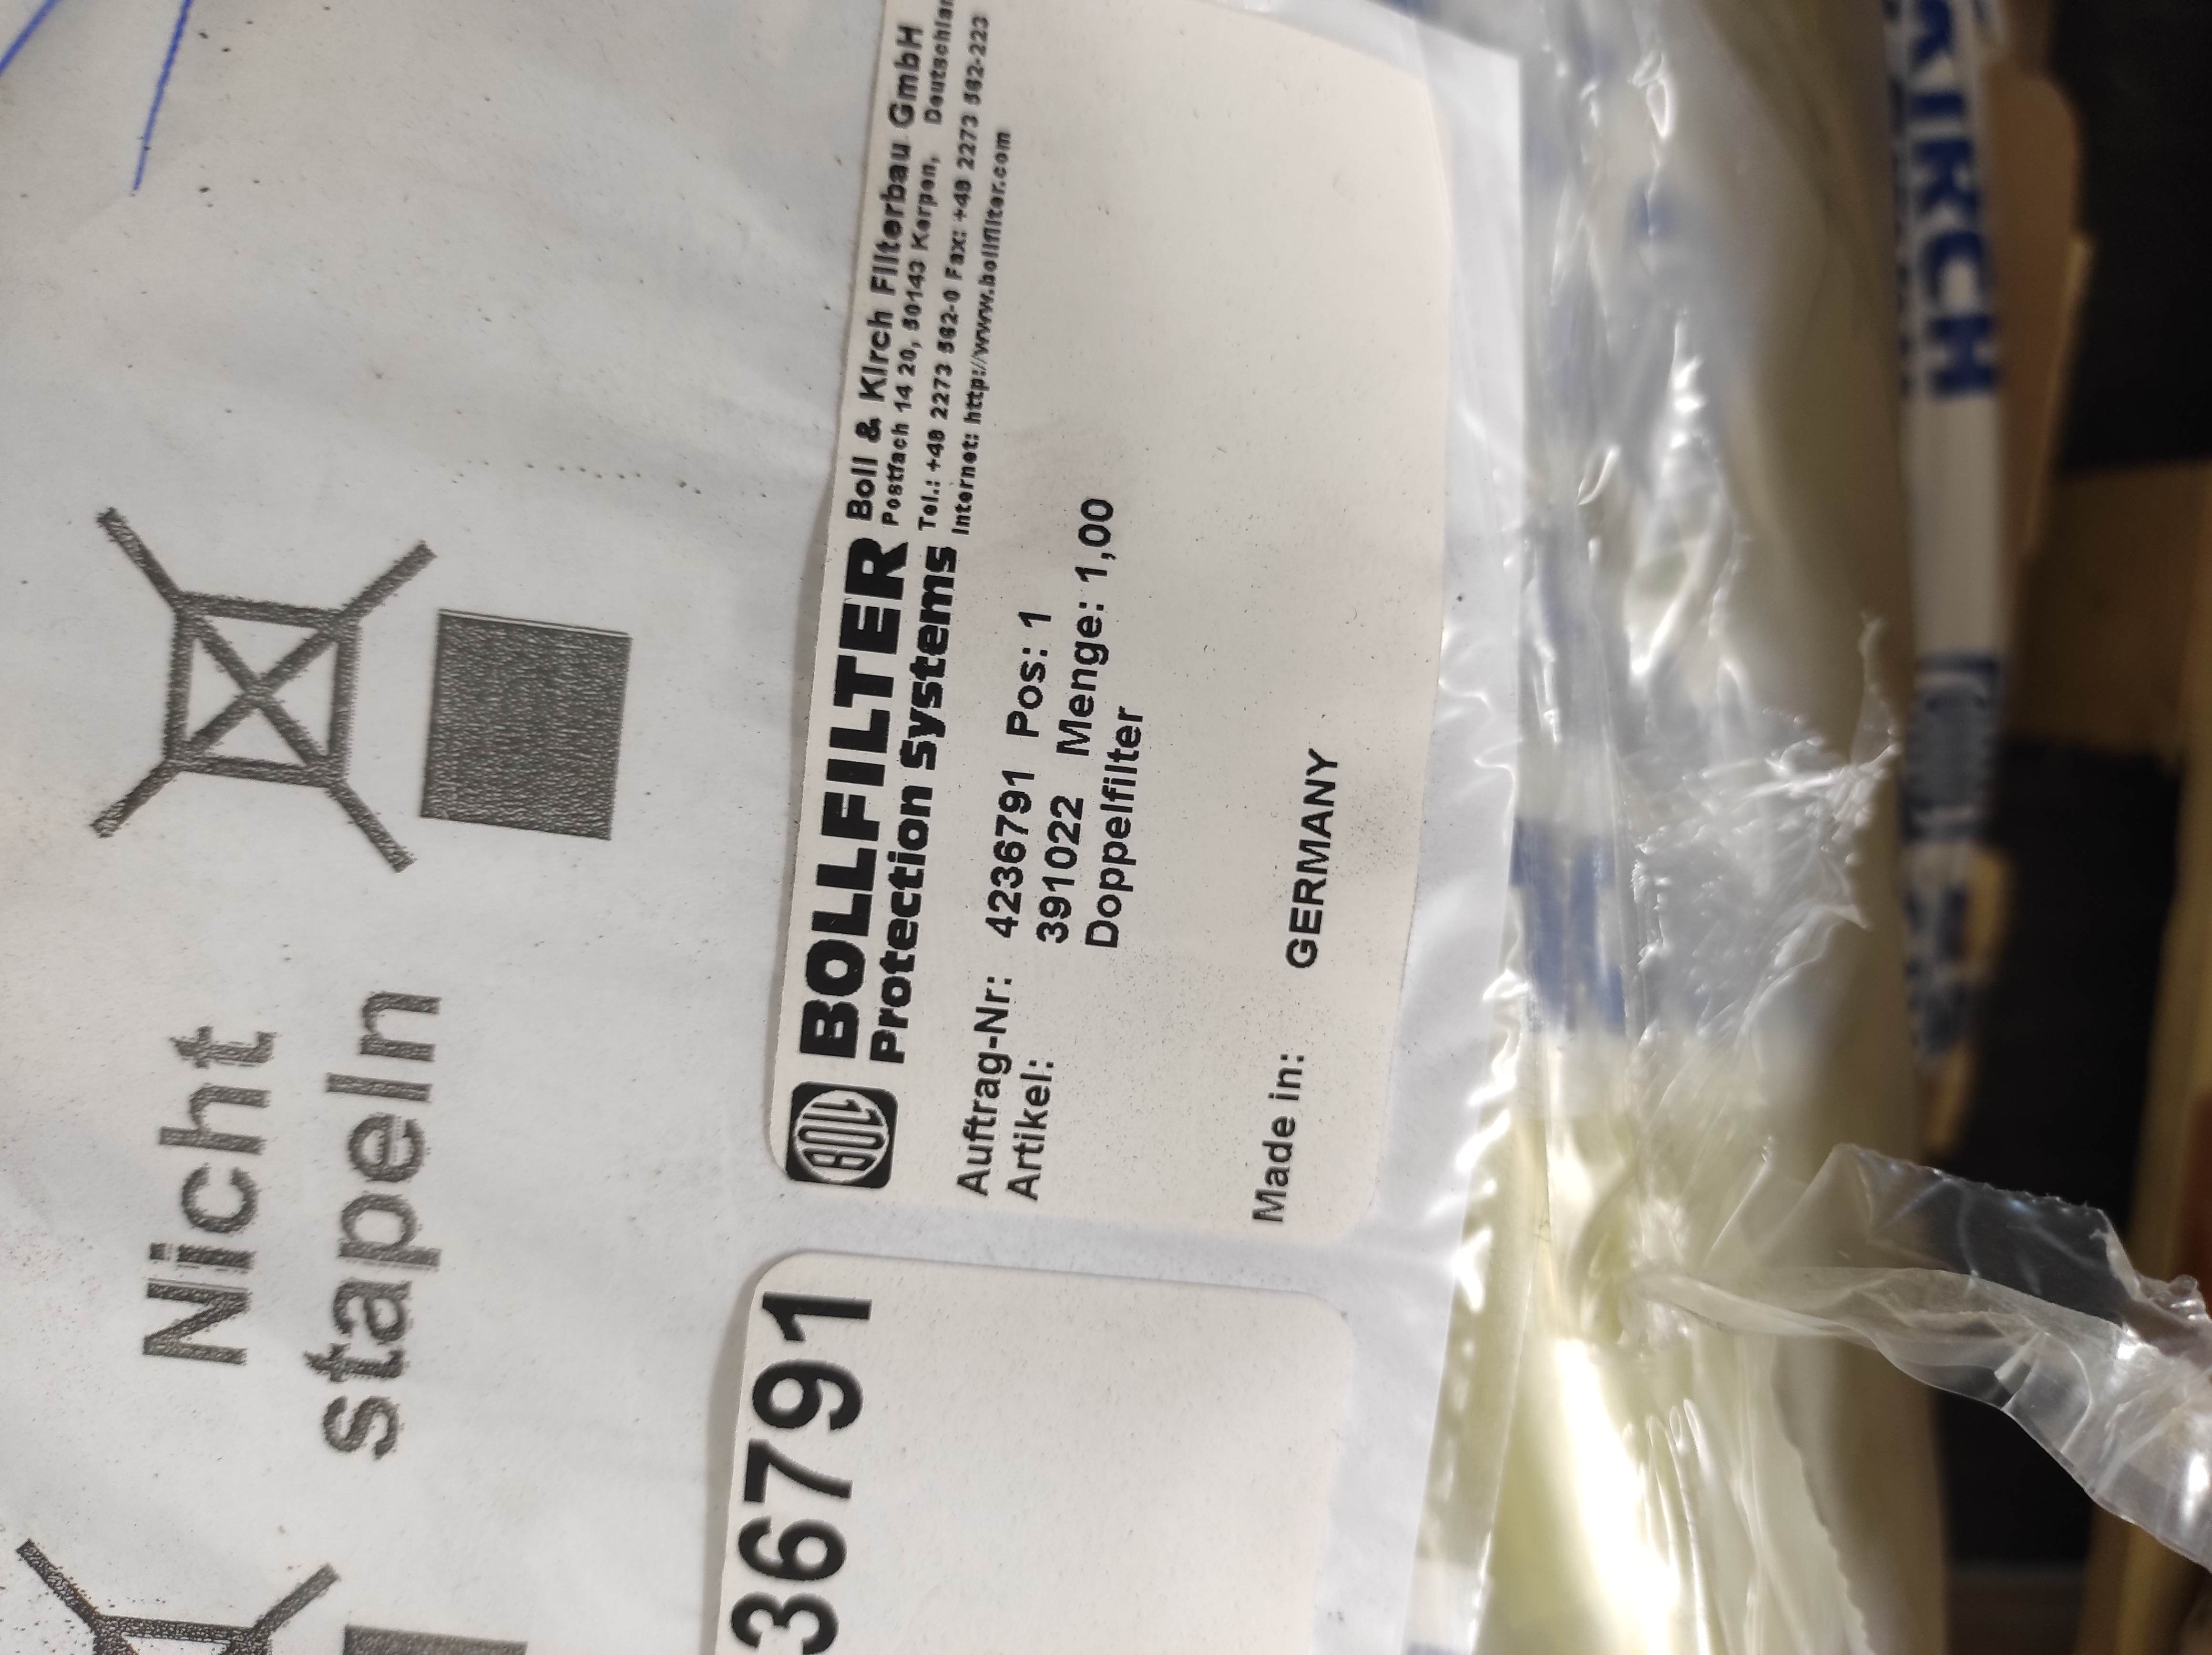 Nicht
stapeln
BOLL
BOLLFILTER
Protection Systems
Boll & Kirch Filterbau GmbH
Postfach 14 20, 50143 Kerpen,
Tel.: +49 2273 562-0 Fax: +49 2273 562-223
Internet: http://www.bollfilter.com
Auftrag-Nr: 4236791 Pos: 1
Artikel: 391022 Menge: 1,00
Doppelfilter
Made in: GERMANY
36791
KIRCH